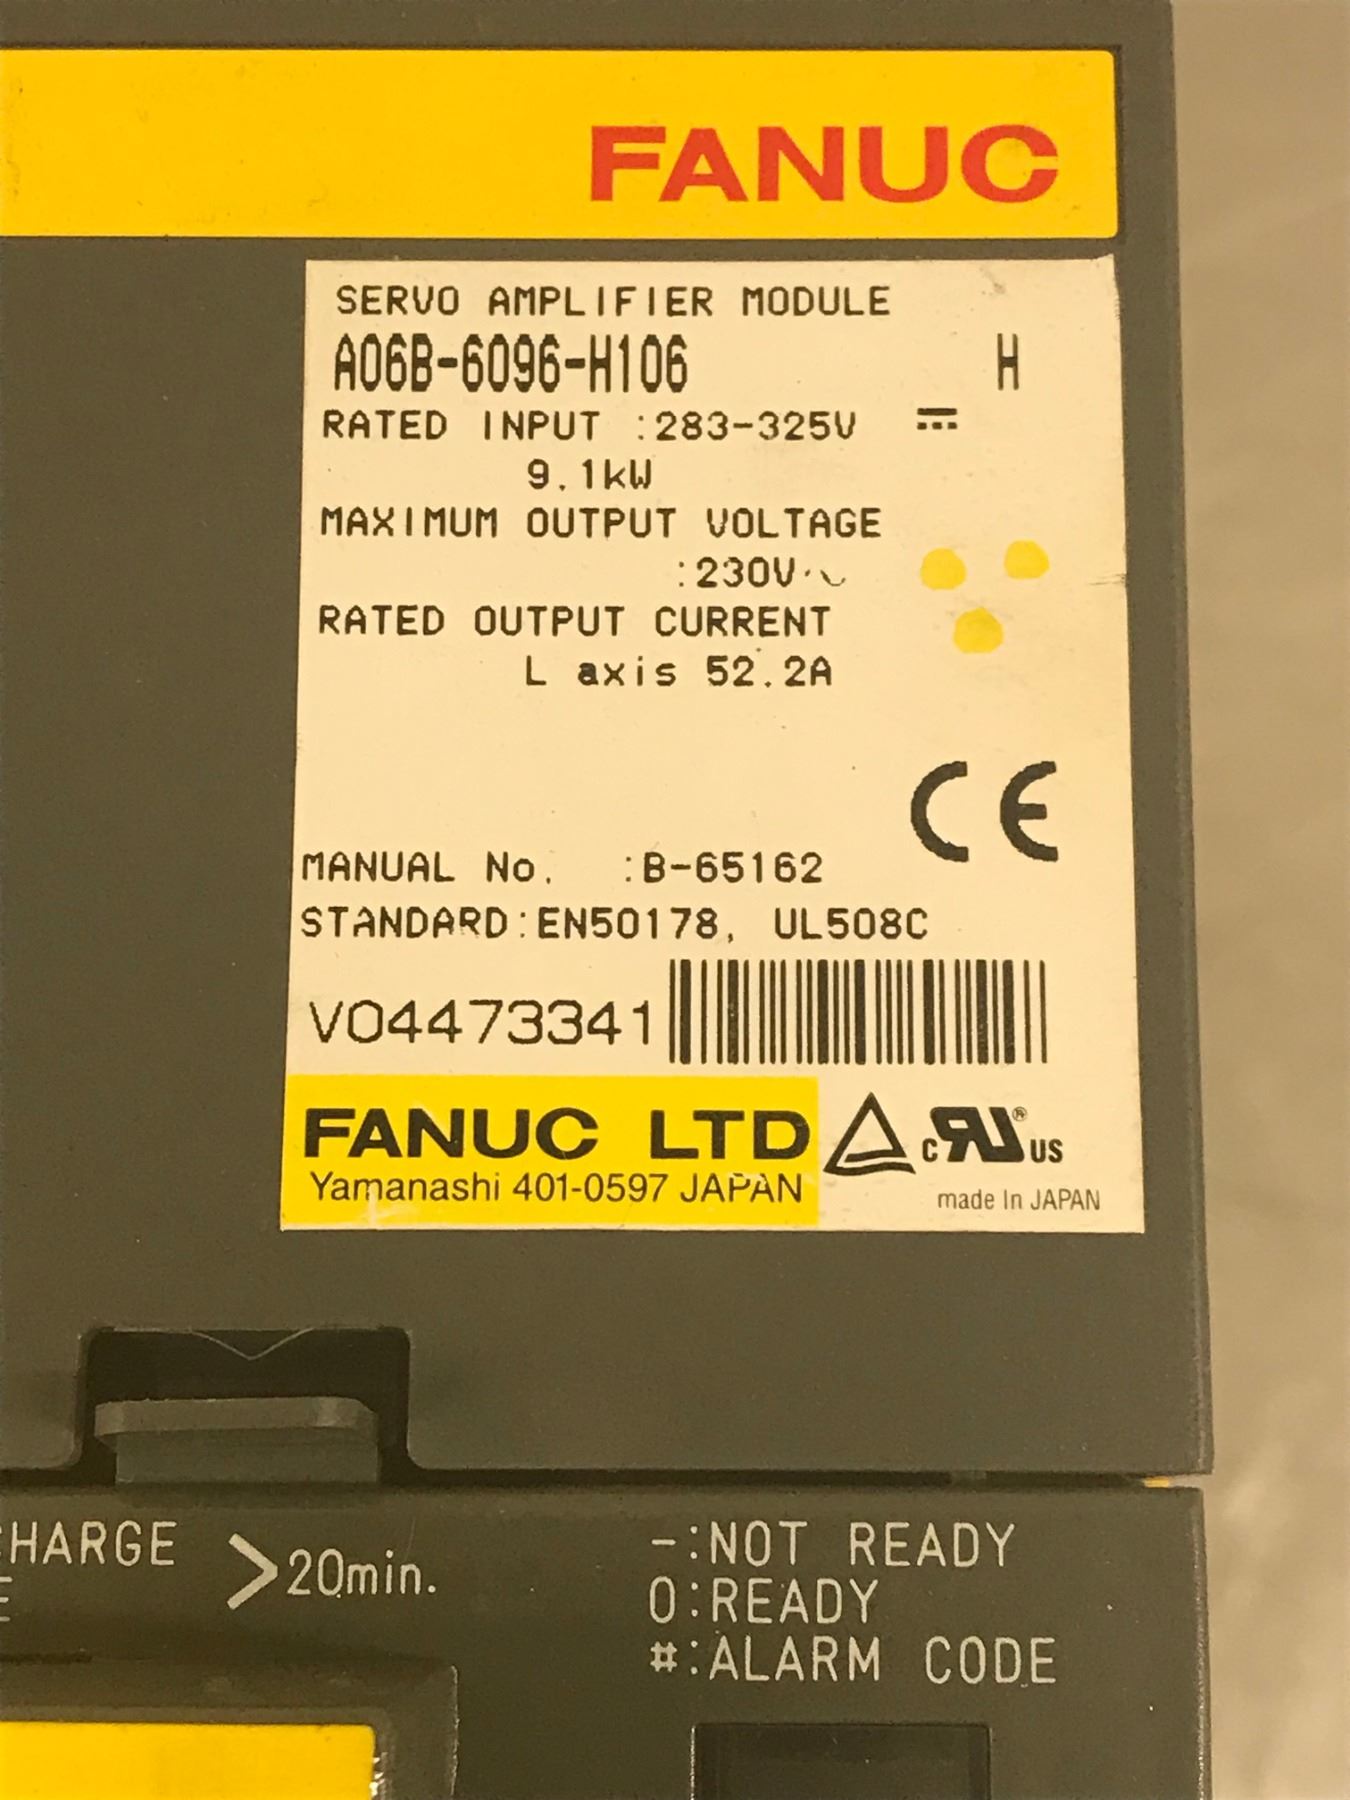 FANUC
SERVO AMPLIFIER MODULE
A06B-6096-H106 H
RATED INPUT :283-325V ⎓
9.1kW
MAXIMUM OUTPUT VOLTAGE
:230V~
RATED OUTPUT CURRENT
L axis 52.2A
CE
MANUAL No. :B-65162
STANDARD:EN50178, UL508C
V04473341
FANUC LTD
Yamanashi 401-0597 JAPAN
c RU ® US
made In JAPAN
HARGE >20min.
E
-:NOT READY
0:READY
#:ALARM CODE